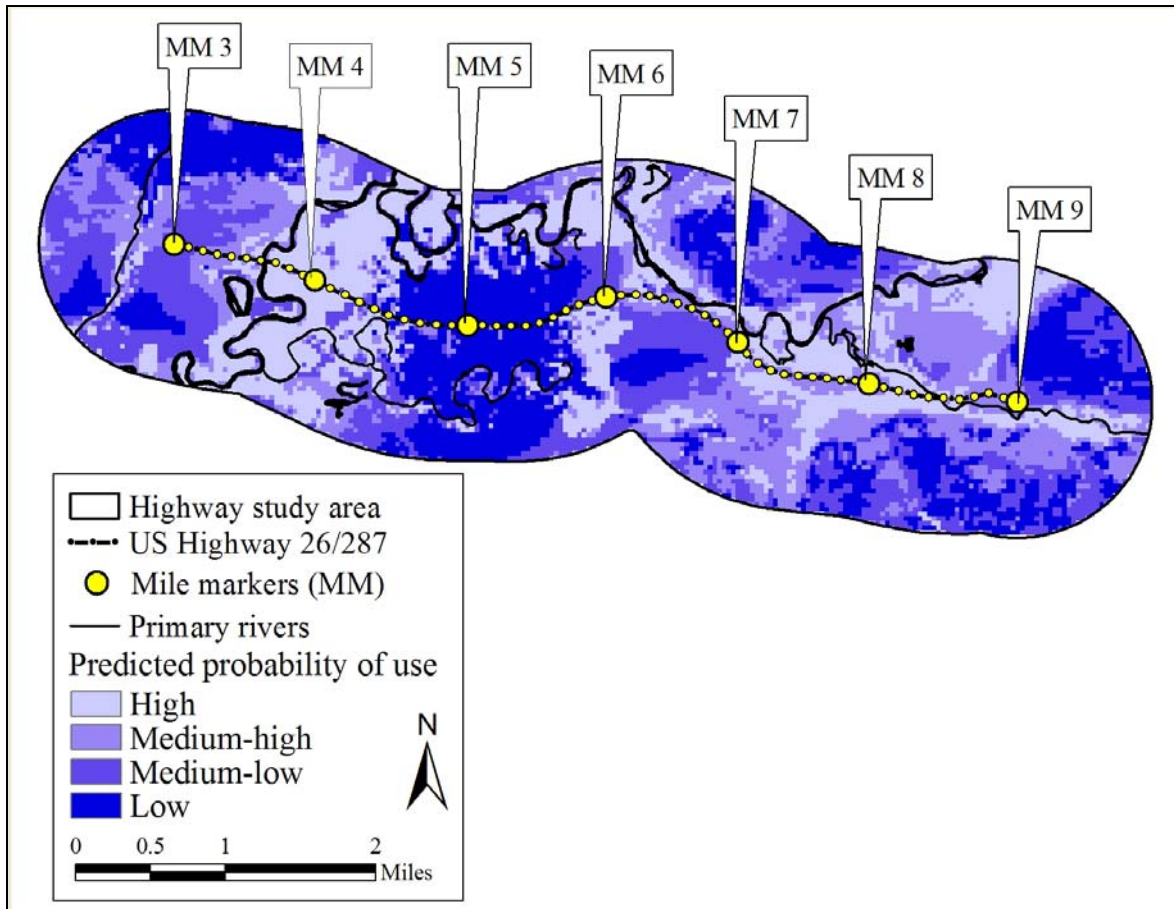 MM 3
MM 4
MM 5
MM 6
MM 7
MM 8
MM 9
Highway study area
US Highway 26/287
Mile markers (MM)
Primary rivers
Predicted probability of use
High
Medium-high
Medium-low
Low
N
0 0.5 1 2
Miles